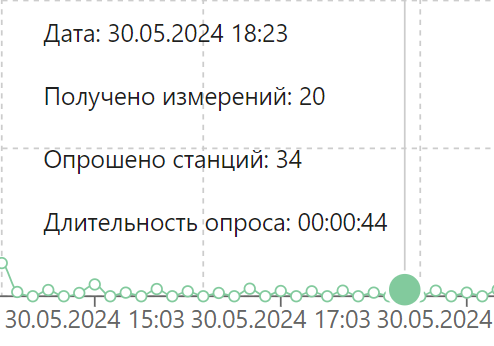 Дата: 30.05.2024 18:23
Получено измерений: 20
Опрошено станций: 34
Длительность опроса: 00:00:44
30.05.2024 15:03 30.05.2024 17:03 30.05.2024